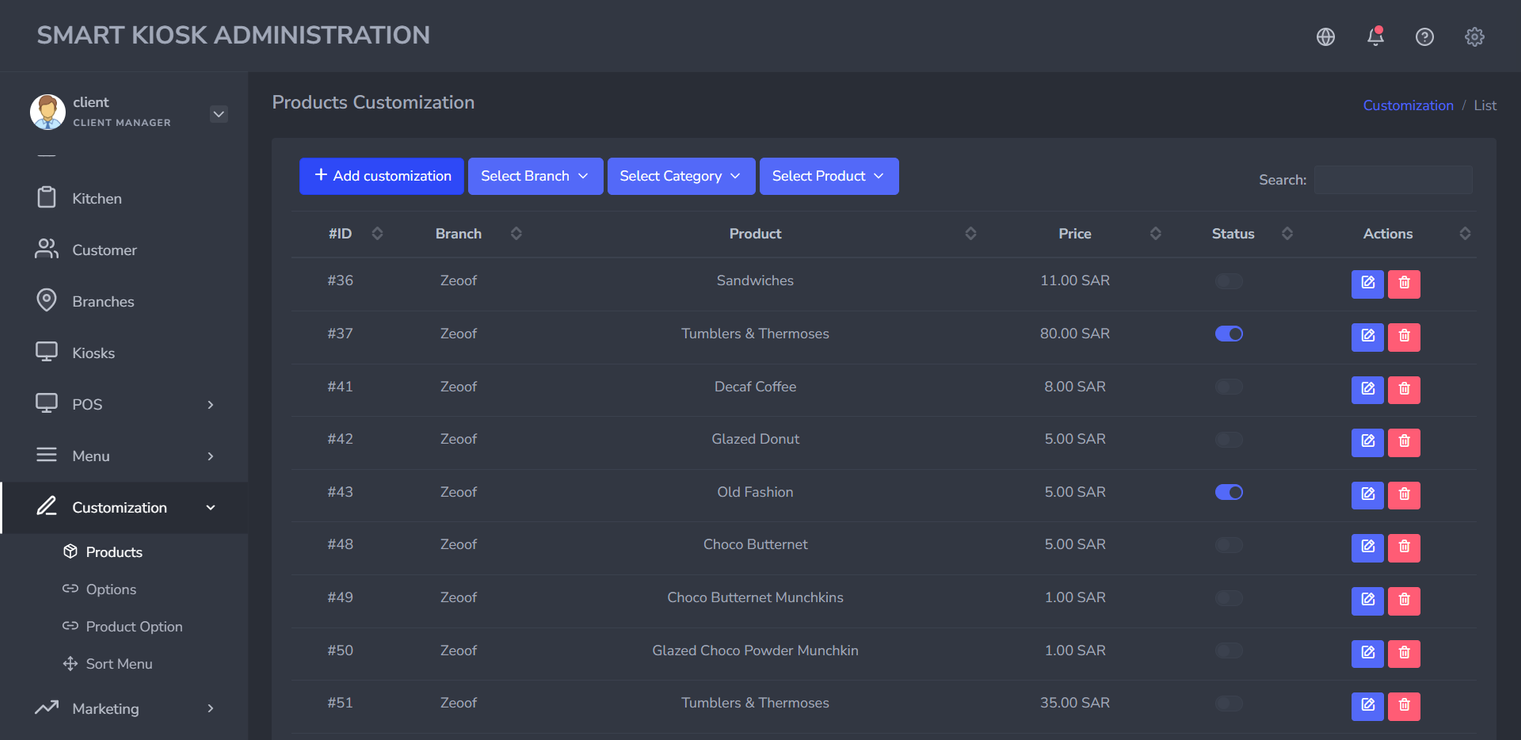 SMART KIOSK ADMINISTRATION
client
CLIENT MANAGER
Kitchen
Customer
Branches
Kiosks
POS
Menu
Customization
Products
Options
Product Option
Sort Menu
Marketing
Products Customization
Customization / List
+ Add customization Select Branch Select Category Select Product Search:
#ID Branch Product Price Status Actions
#36 Zeoof Sandwiches 11.00 SAR
#37 Zeoof Tumblers & Thermoses 80.00 SAR
#41 Zeoof Decaf Coffee 8.00 SAR
#42 Zeoof Glazed Donut 5.00 SAR
#43 Zeoof Old Fashion 5.00 SAR
#48 Zeoof Choco Butternet 5.00 SAR
#49 Zeoof Choco Butternet Munchkins 1.00 SAR
#50 Zeoof Glazed Choco Powder Munchkin 1.00 SAR
#51 Zeoof Tumblers & Thermoses 35.00 SAR